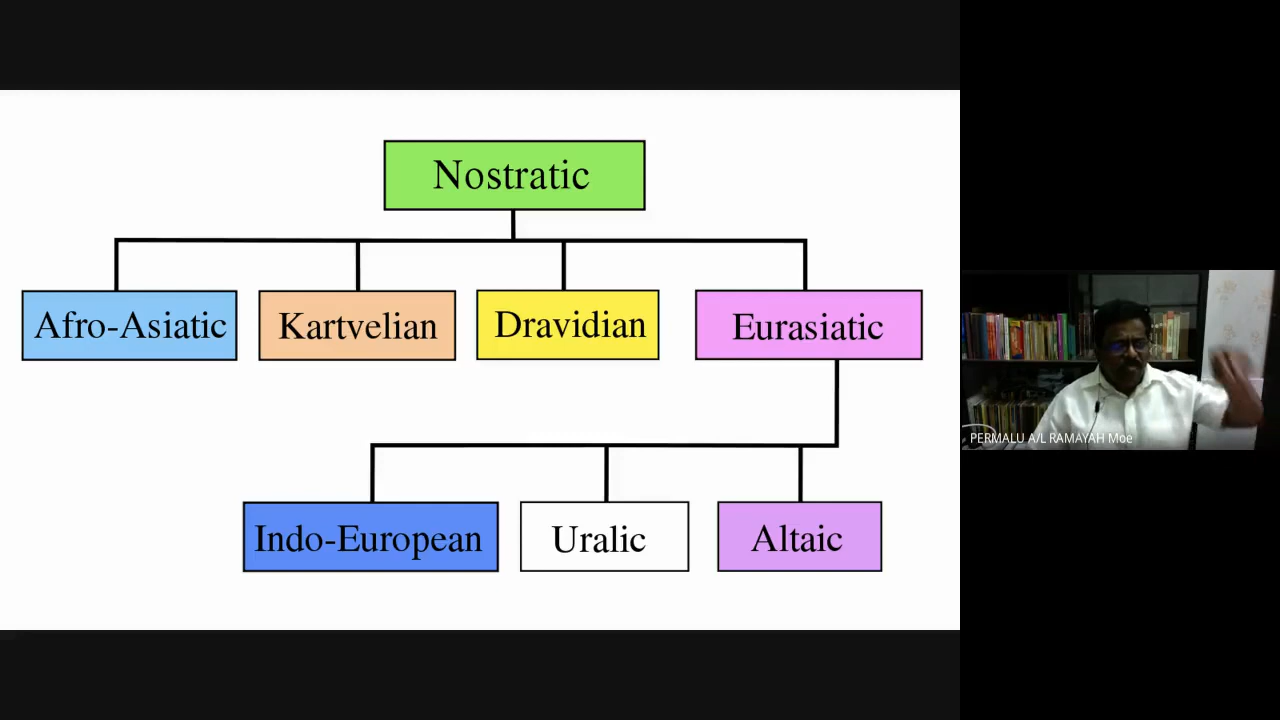 Nostratic
Afro-Asiatic
Kartvelian
Dravidian
Eurasiatic
Indo-European
Uralic
Altaic
PERMALU A/L RAMAYAH Moe